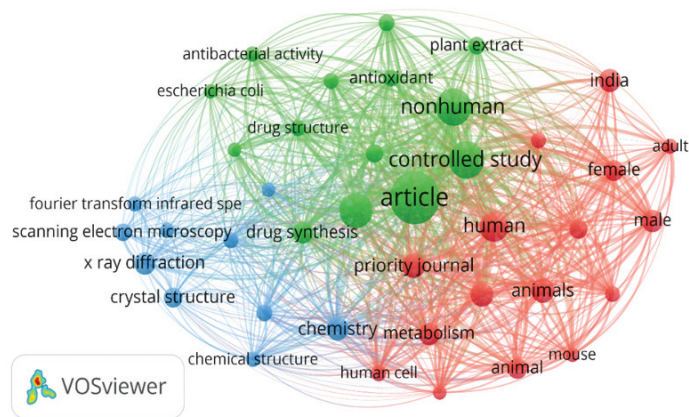 plant extract
antibacterial activity
antioxidant
india
escherichia coli
nonhuman
drug structure
adult
controlled study
female
article
fourier transform infrared spe
human
male
scanning electron microscopy
drug synthesis
x ray diffraction
priority journal
crystal structure
animals
chemistry
metabolism
chemical structure
mouse
human cell
animal
VOSviewer